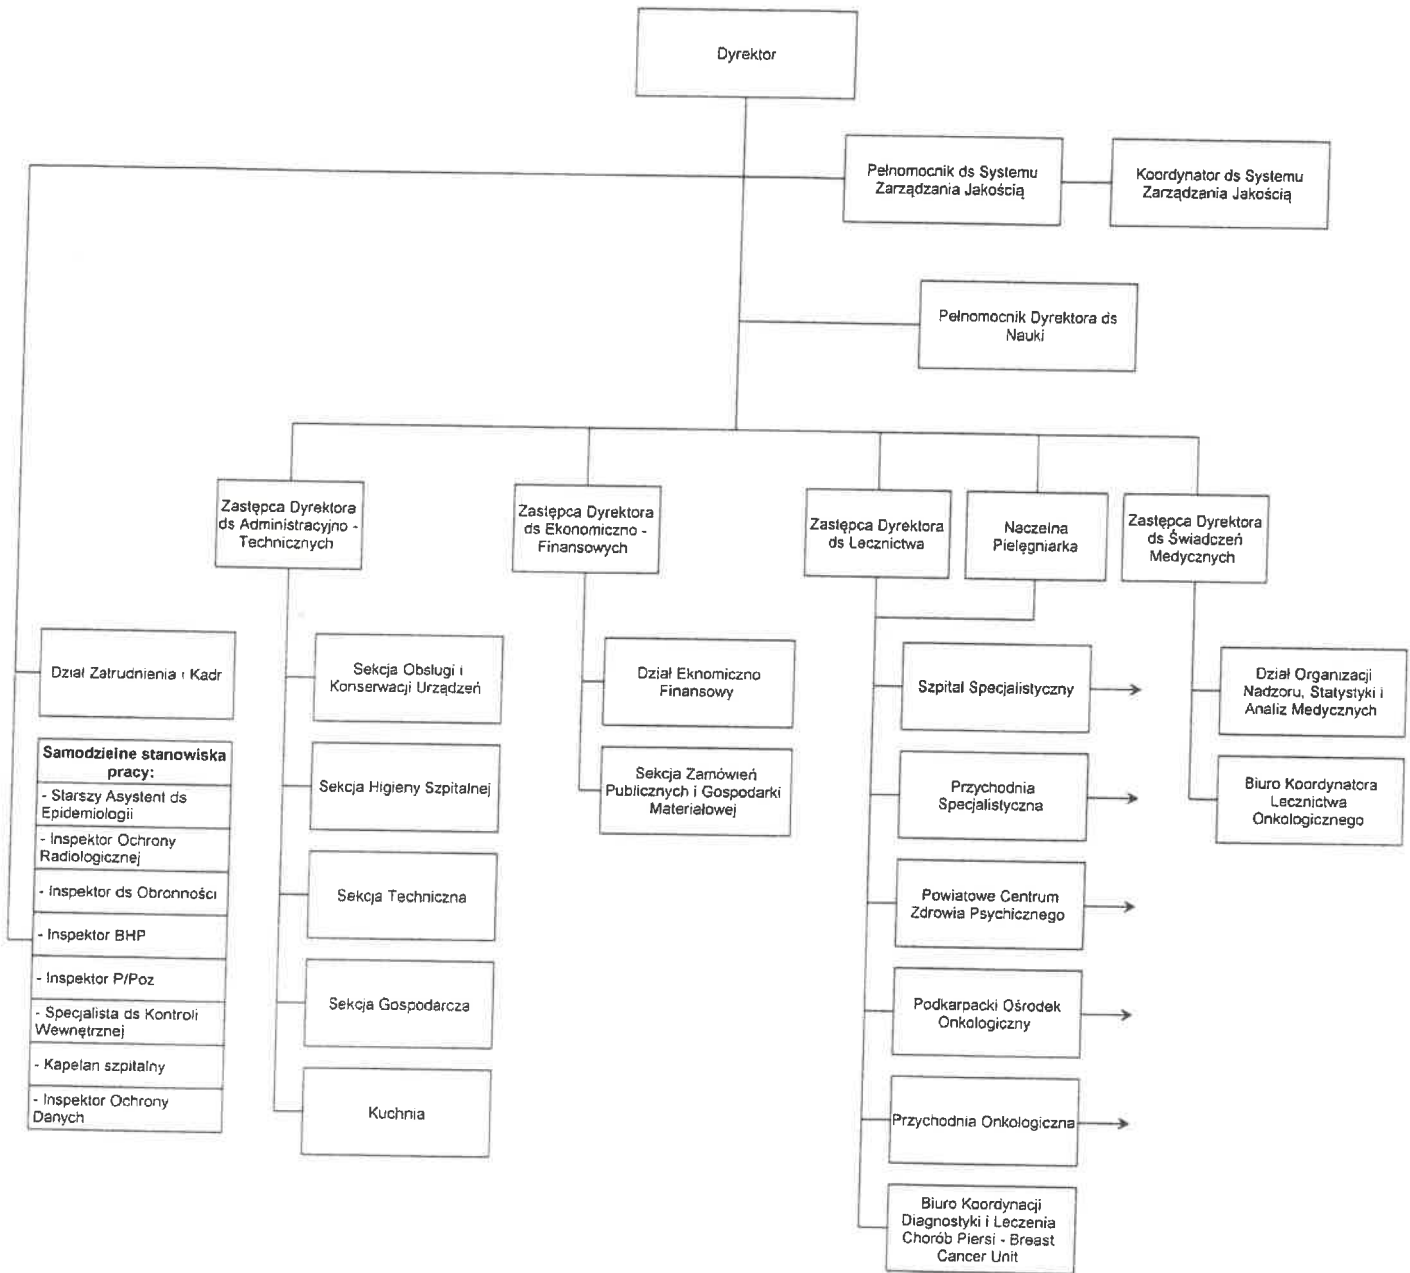 Dyrektor
Pełnomocnik ds Systemu
Zarządzania Jakością
Koordynator ds Systemu
Zarządzania Jakością
Pełnomocnik Dyrektora ds
Nauki
Zastępca Dyrektora
ds Administracyjno -
Technicznych
Zastępca Dyrektora
ds Ekonomiczno -
Finansowych
Zastępca Dyrektora
ds Lecznictwa
Naczelna
Pielęgniarka
Zastępca Dyrektora
ds Świadczeń
Medycznych
Dział Zatrudnienia i Kadr
Samodzielne stanowiska
pracy:
- Starszy Asystent ds
Epidemiologii
- Inspektor Ochrony
Radiologicznej
- Inspektor ds Obronności
- Inspektor BHP
- Inspektor P/Poz
- Specjalista ds Kontroli
Wewnętrznej
- Kapelan szpitalny
- Inspektor Ochrony
Danych
Sekcja Obsługi i
Konserwacji Urządzeń
Sekcja Higieny Szpitalnej
Sekcja Techniczna
Sekcja Gospodarcza
Kuchnia
Dział Eknomiczno
Finansowy
Sekcja Zamówień
Publicznych i Gospodarki
Materiałowej
Szpital Specjalistyczny
Przychodnia
Specjalistyczna
Powiatowe Centrum
Zdrowia Psychicznego
Podkarpacki Ośrodek
Onkologiczny
Przychodnia Onkologiczna
Biuro Koordynacji
Diagnostyki i Leczenia
Chorób Piersi - Breast
Cancer Unit
Dział Organizacji
Nadzoru, Statystyki i
Analiz Medycznych
Biuro Koordynatora
Lecznictwa
Onkologicznego